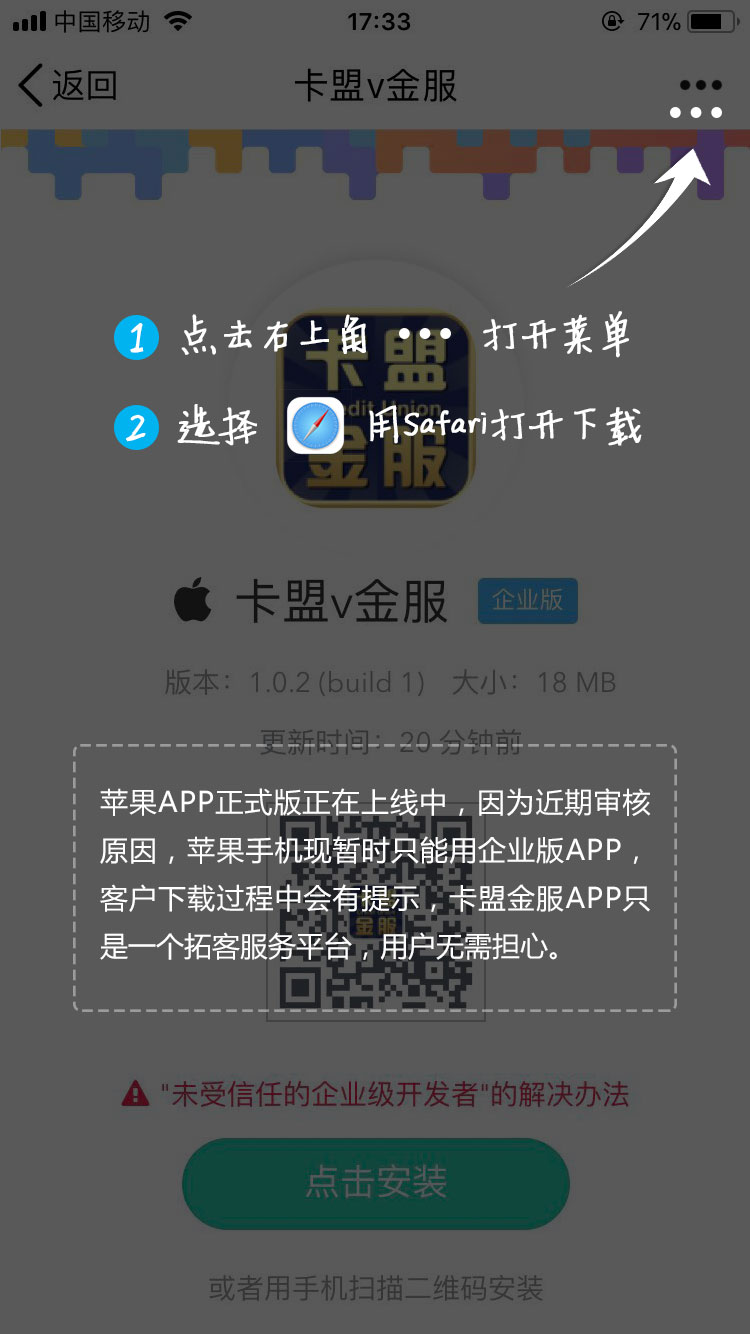 中国移动 17:33 71%
返回 卡盟v金服
1 点击右上角 ••• 打开菜单
卡盟
2 选择 用Safari打开下载
金服
卡盟v金服 企业版
版本：1.0.2 (build 1) 大小：18 MB
更新时间：20 分钟前
苹果APP正式版正在上线中，因为近期审核
原因，苹果手机现暂时只能用企业版APP，
客户下载过程中会有提示，卡盟金服APP只
是一个拓客服务平台，用户无需担心。
金服
"未受信任的企业级开发者"的解决办法
点击安装
或者用手机扫描二维码安装